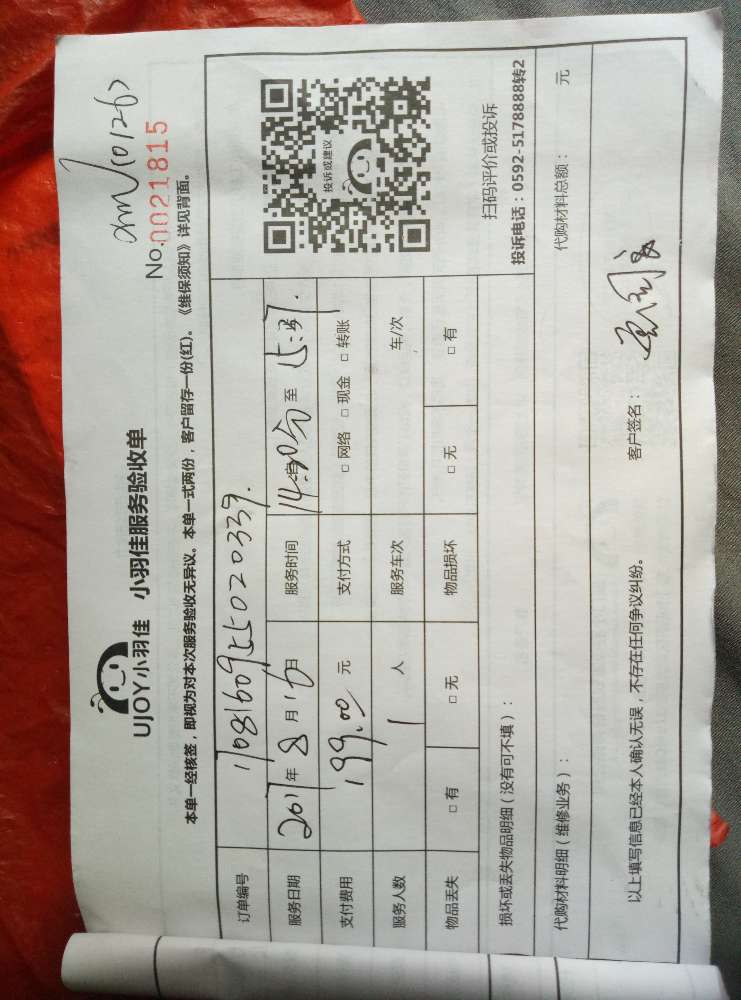 No.0021815
UJOY小羽佳 小羽佳服务验收单
本单一经核签，即视为对本次服务验收无异议。本单一式两份，客户留存一份(红)。《维保须知》详见背面。
订单编号 1708160955020339.
服务日期 2017年8月16日 服务时间 至 15:37.
支付费用 199.00 元 支付方式 □ 网络 □ 现金 □ 转账
服务人数 1 人 服务车次 车/次
物品丢失 □ 有 □ 无 物品损坏 □ 无 □ 有
投诉或建议
扫码评价或投诉
投诉电话：0592-5178888转2
损坏或丢失物品明细（没有可不填）：
代购材料明细（维修业务）： 代购材料总额： 元
以上填写信息已经本人确认无误，不存在任何争议纠纷。 客户签名：